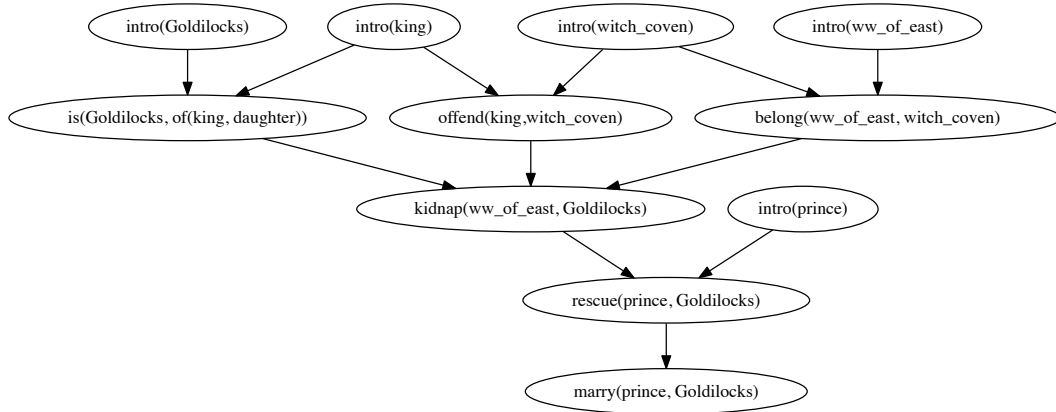 intro(Goldilocks)
intro(king)
intro(witch_coven)
intro(ww_of_east)
is(Goldilocks, of(king, daughter))
offend(king,witch_coven)
belong(ww_of_east, witch_coven)
kidnap(ww_of_east, Goldilocks)
intro(prince)
rescue(prince, Goldilocks)
marry(prince, Goldilocks)